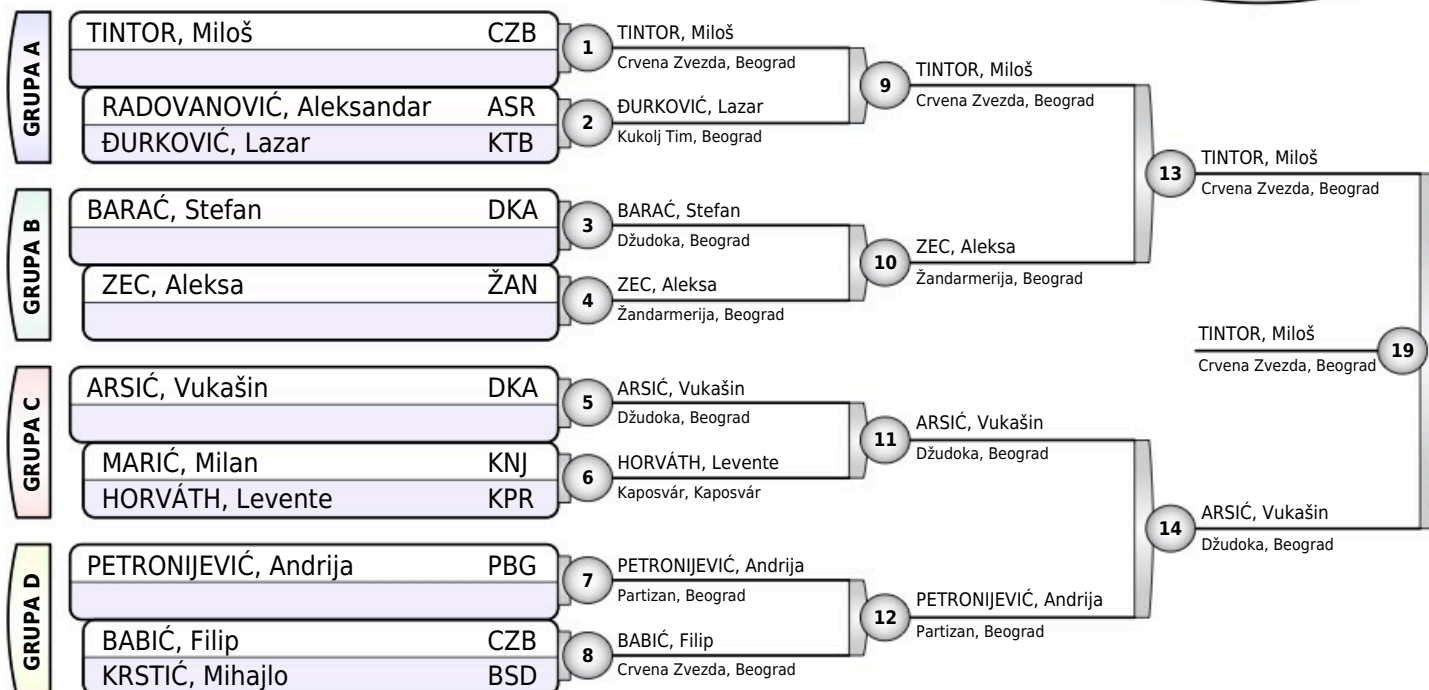 GRUPA A
TINTOR, Miloš CZB
RADOVANOVIĆ, Aleksandar ASR
ĐURKOVIĆ, Lazar KTB
1
TINTOR, Miloš
Crvena Zvezda, Beograd
2
ĐURKOVIĆ, Lazar
Kukolj Tim, Beograd
9
TINTOR, Miloš
Crvena Zvezda, Beograd
GRUPA B
BARAĆ, Stefan DKA
ZEC, Aleksa ŽAN
3
BARAĆ, Stefan
Džudoka, Beograd
4
ZEC, Aleksa
Žandarmerija, Beograd
10
ZEC, Aleksa
Žandarmerija, Beograd
13
TINTOR, Miloš
Crvena Zvezda, Beograd
GRUPA C
ARSIĆ, Vukašin DKA
MARIĆ, Milan KNJ
HORVÁTH, Levente KPR
5
ARSIĆ, Vukašin
Džudoka, Beograd
6
HORVÁTH, Levente
Kaposvár, Kaposvár
11
ARSIĆ, Vukašin
Džudoka, Beograd
GRUPA D
PETRONIJEVIĆ, Andrija PBG
BABIĆ, Filip CZB
KRSTIĆ, Mihajlo BSD
7
PETRONIJEVIĆ, Andrija
Partizan, Beograd
8
BABIĆ, Filip
Crvena Zvezda, Beograd
12
PETRONIJEVIĆ, Andrija
Partizan, Beograd
14
ARSIĆ, Vukašin
Džudoka, Beograd
TINTOR, Miloš
Crvena Zvezda, Beograd
19